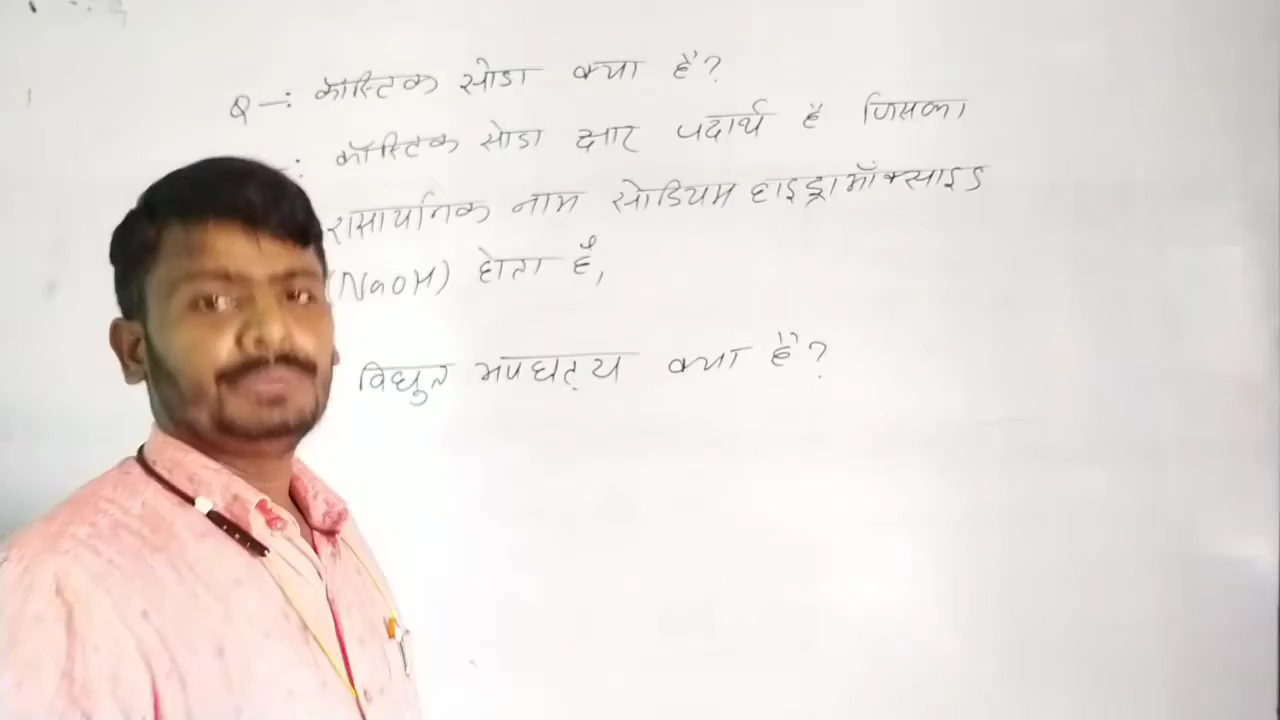 Q-: कॉस्टिक सोडा क्या है?
-: कॉस्टिक सोडा क्षार पदार्थ है जिसका
रासायनिक नाम सोडियम हाइड्रॉक्साइड
(NaOH) होता है,
विद्युत अपघट्य क्या है?